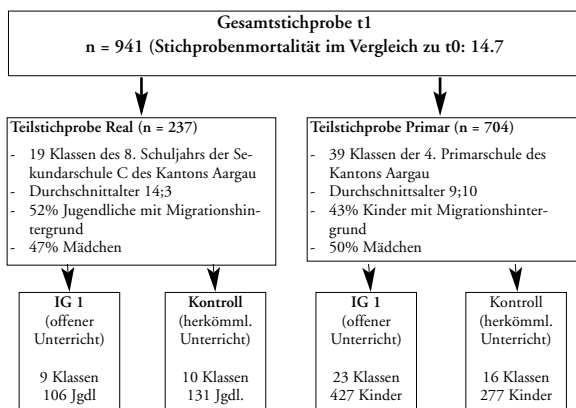 Gesamtstichprobe t1
n = 941 (Stichprobenmortalität im Vergleich zu t0: 14.7
Teilstichprobe Real (n = 237)
- 19 Klassen des 8. Schuljahrs der Se-
kundarschule C des Kantons Aargau
- Durchschnittalter 14;3
- 52% Jugendliche mit Migrationshin-
tergrund
- 47% Mädchen
Teilstichprobe Primar (n = 704)
- 39 Klassen der 4. Primarschule des
Kantons Aargau
- Durchschnittsalter 9;10
- 43% Kinder mit Migrationshinter-
grund
- 50% Mädchen
IG 1
(offener
Unterricht)
9 Klassen
106 Jgdl
Kontroll
(herkömml.
Unterricht)
10 Klassen
131 Jgdl.
IG 1
(offener
Unterricht)
23 Klassen
427 Kinder
Kontroll
(herkömml.
Unterricht)
16 Klassen
277 Kinder